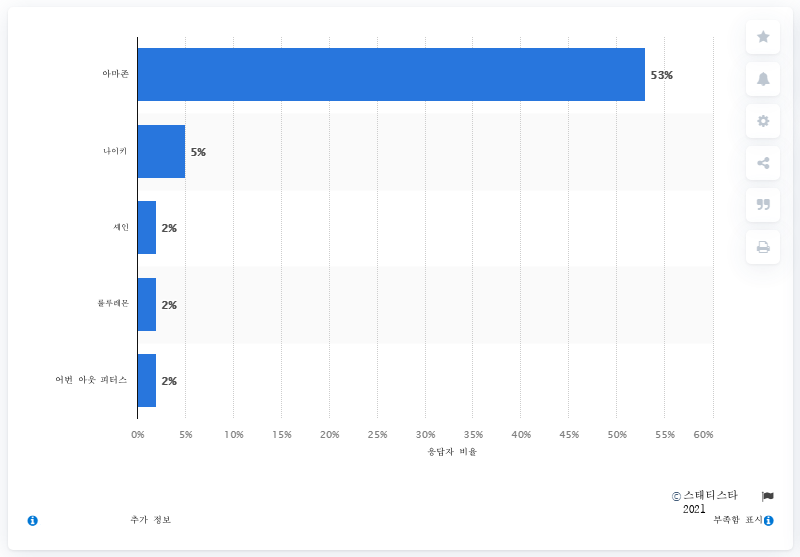 아마존
53%
나이키
5%
셰인
2%
룰루레몬
2%
어번 아웃 피터스
2%
0% 5% 10% 15% 20% 25% 30% 35% 40% 45% 50% 55% 60%
응답자 비율
© 스태티스타
2021
추가 정보
부족함 표시